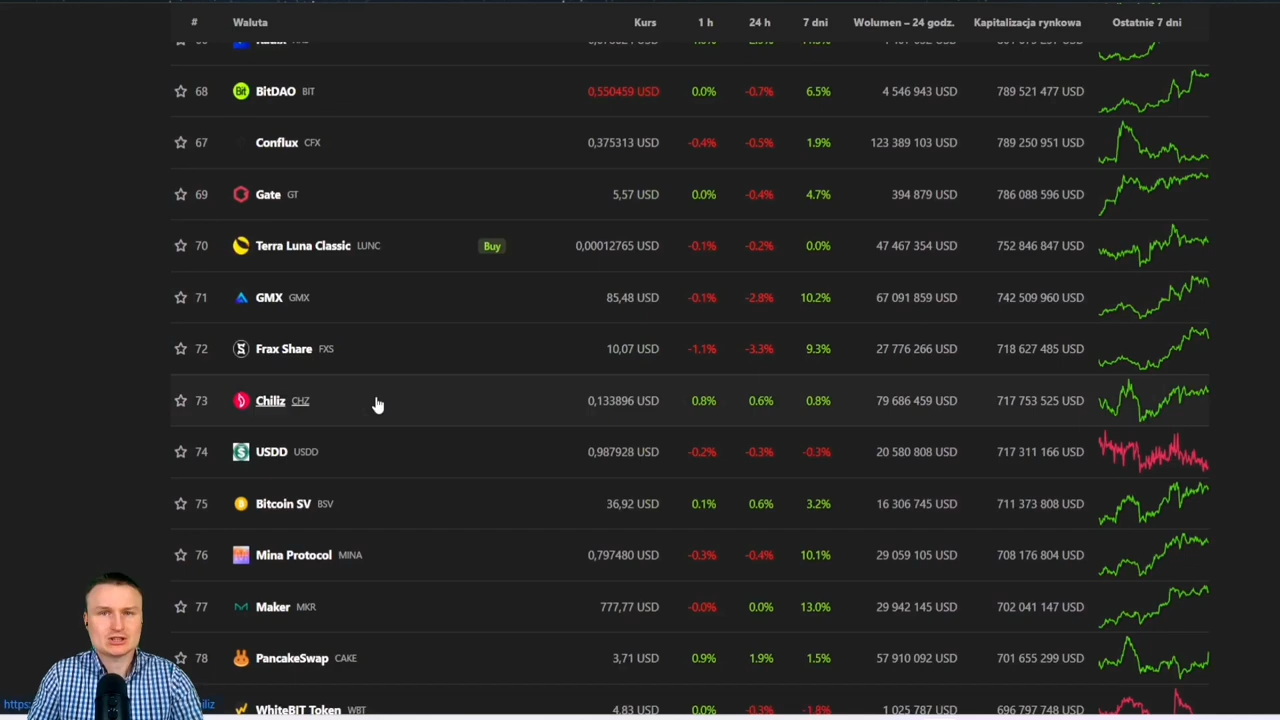 # Waluta Kurs 1 h 24 h 7 dni Wolumen – 24 godz. Kapitalizacja rynkowa Ostatnie 7 dni
68 BitDAO BIT 0,550459 USD 0.0% -0.7% 6.5% 4 546 943 USD 789 521 477 USD
67 Conflux CFX 0,375313 USD -0.4% -0.5% 1.9% 123 389 103 USD 789 250 951 USD
69 Gate GT 5,57 USD 0.0% -0.4% 4.7% 394 879 USD 786 088 596 USD
70 Terra Luna Classic LUNC Buy 0,00012765 USD -0.1% -0.2% 0.0% 47 467 354 USD 752 846 847 USD
71 GMX GMX 85,48 USD -0.1% -2.8% 10.2% 67 091 859 USD 742 509 960 USD
72 Frax Share FXS 10,07 USD -1.1% -3.3% 9.3% 27 776 266 USD 718 627 485 USD
73 Chiliz CHZ 0,133896 USD 0.8% 0.6% 0.8% 79 686 459 USD 717 753 525 USD
74 USDD USDD 0,987928 USD -0.2% -0.3% -0.3% 20 580 808 USD 717 311 166 USD
75 Bitcoin SV BSV 36,92 USD 0.1% 0.6% 3.2% 16 306 745 USD 711 373 808 USD
76 Mina Protocol MINA 0,797480 USD -0.3% -0.4% 10.1% 29 059 105 USD 708 176 804 USD
77 Maker MKR 777,77 USD -0.0% 0.0% 13.0% 29 942 145 USD 702 041 147 USD
78 PancakeSwap CAKE 3,71 USD 0.9% 1.9% 1.5% 57 910 092 USD 701 655 299 USD
WhiteBIT Token WBT 4,83 USD 0.0% -0.3% -1.8% 1 025 787 USD 696 797 748 USD